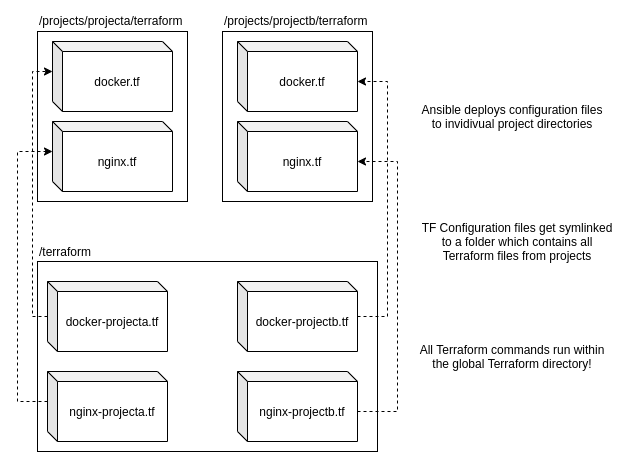 /projects/projecta/terraform
/projects/projectb/terraform
docker.tf
docker.tf
nginx.tf
nginx.tf
Ansible deploys configuration files
to invidivual project directories
TF Configuration files get symlinked
to a folder which contains all
Terraform files from projects
/terraform
docker-projecta.tf
docker-projectb.tf
nginx-projecta.tf
nginx-projectb.tf
All Terraform commands run within
the global Terraform directory!